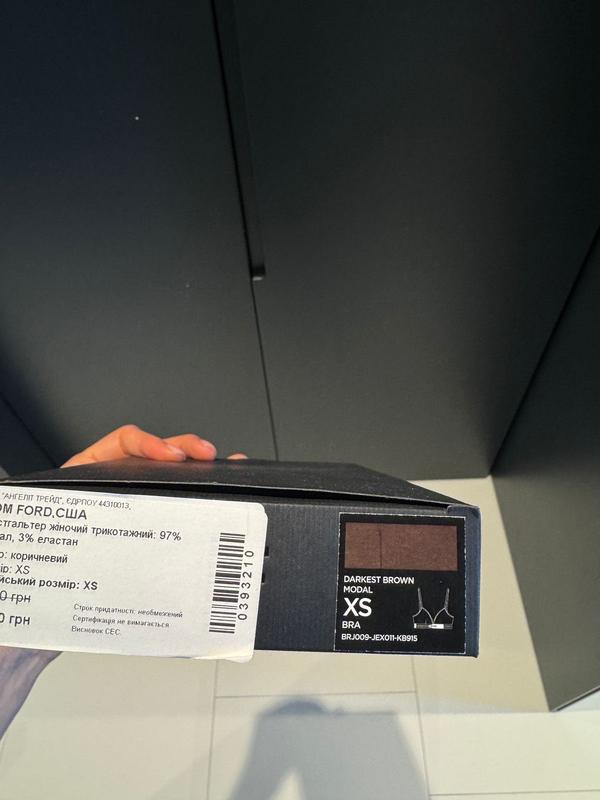 "АНГЕЛІТ ТРЕЙД", ЄДРПОУ 44310013,
OM FORD,США
стгальтер жіночий трикотажний: 97%
ал, 3% еластан
р: коричневий
мір: XS
йський розмір: XS
0 грн
0 грн
Строк придатності: необмежений
Сертифікація не вимагається
Висновок СЕС.
0393210
DARKEST BROWN
MODAL
XS
BRA
BRJ009-JEX011-KB915